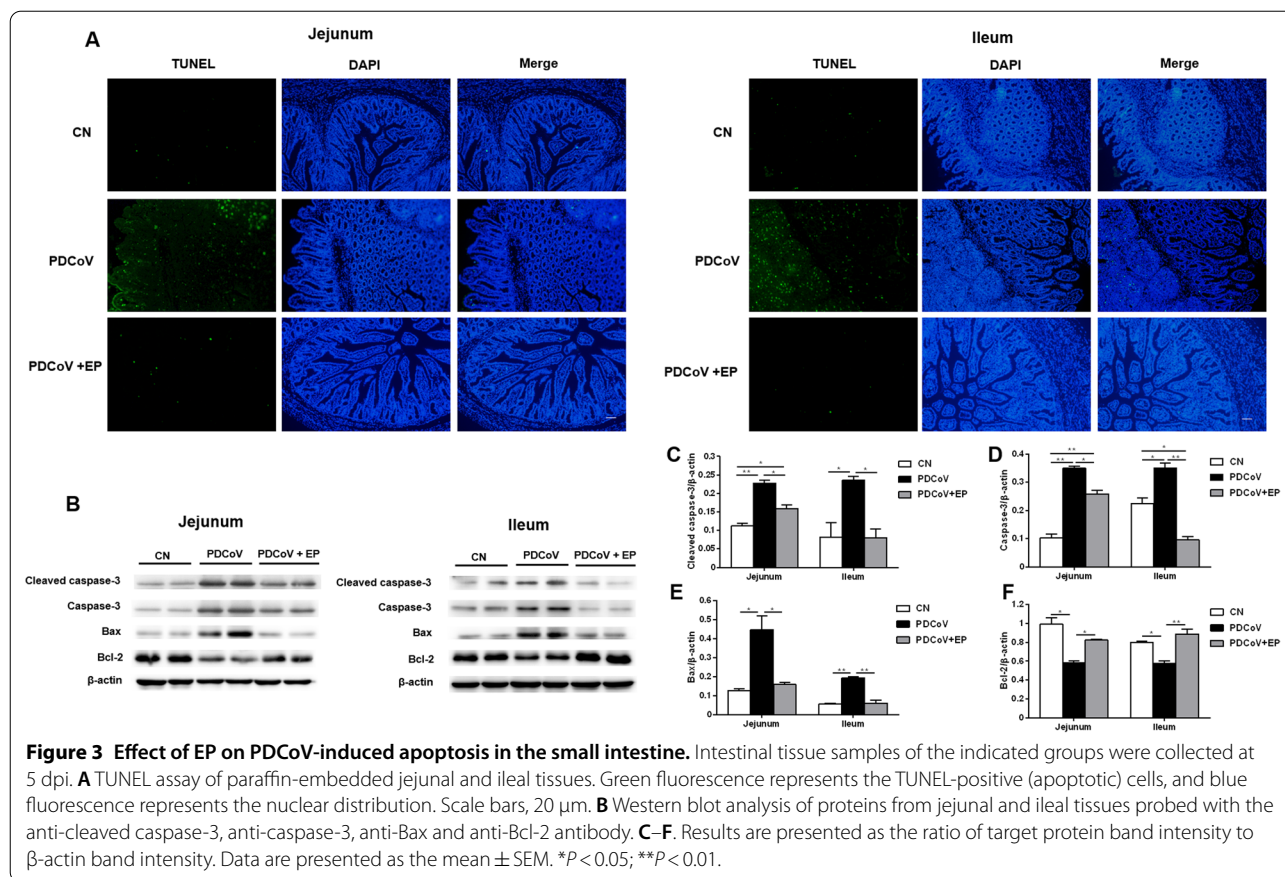 A
Jejunum
TUNEL DAPI Merge
CN
PDCoV
PDCoV +EP
Ileum
TUNEL DAPI Merge
CN
PDCoV
PDCoV +EP
B
Jejunum
CN PDCoV PDCoV + EP
Cleaved caspase-3
Caspase-3
Bax
Bcl-2
β-actin
Ileum
CN PDCoV PDCoV + EP
Cleaved caspase-3
Caspase-3
Bax
Bcl-2
β-actin
C
Cleaved caspase-3/β-actin
0.3
0.25
0.2
0.15
0.1
0.05
0
** * * * *
Jejunum Ileum
CN
PDCoV
PDCoV+EP
D
Caspase-3/β-actin
0.4
0.3
0.2
0.1
0
** ** * * * **
Jejunum Ileum
CN
PDCoV
PDCoV+EP
E
Bax/β-actin
0.6
0.5
0.4
0.3
0.2
0.1
0
* * ** **
Jejunum Ileum
CN
PDCoV
PDCoV+EP
F
Bcl-2/β-actin
1.2
1
0.8
0.6
0.4
0.2
0
* * * **
Jejunum Ileum
CN
PDCoV
PDCoV+EP
Figure 3 Effect of EP on PDCoV-induced apoptosis in the small intestine. Intestinal tissue samples of the indicated groups were collected at
5 dpi. A TUNEL assay of paraffin-embedded jejunal and ileal tissues. Green fluorescence represents the TUNEL-positive (apoptotic) cells, and blue
fluorescence represents the nuclear distribution. Scale bars, 20 µm. B Western blot analysis of proteins from jejunal and ileal tissues probed with the
anti-cleaved caspase-3, anti-caspase-3, anti-Bax and anti-Bcl-2 antibody. C–F. Results are presented as the ratio of target protein band intensity to
β-actin band intensity. Data are presented as the mean ± SEM. *P < 0.05; **P < 0.01.